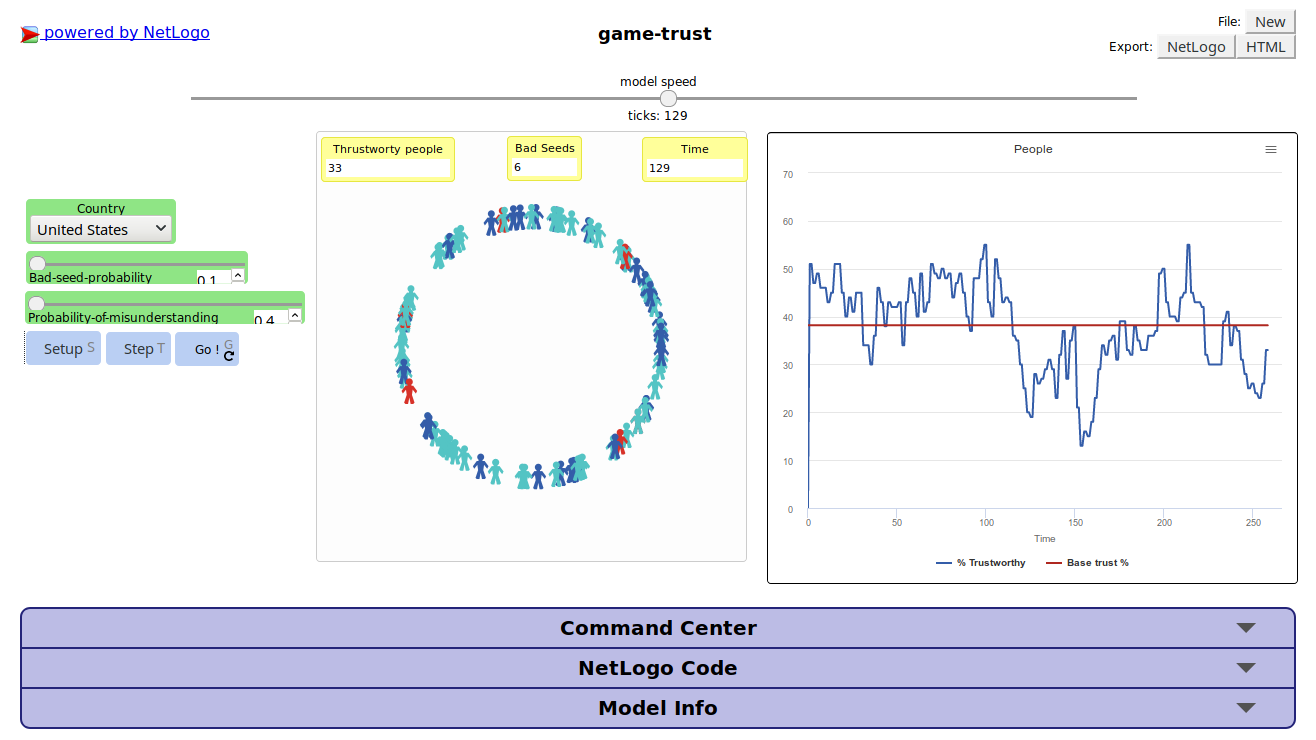 powered by NetLogo
game-trust
File: New
Export: NetLogo HTML
model speed
ticks: 129
Thrustworty people
33
Bad Seeds
6
Time
129
Country
United States
Bad-seed-probability 0.1
Probability-of-misunderstanding 0.4
Setup S
Step T
Go ! G
People
70
60
50
40
30
20
10
0
0 50 100 150 200 250
Time
% Trustworthy Base trust %
Command Center
NetLogo Code
Model Info